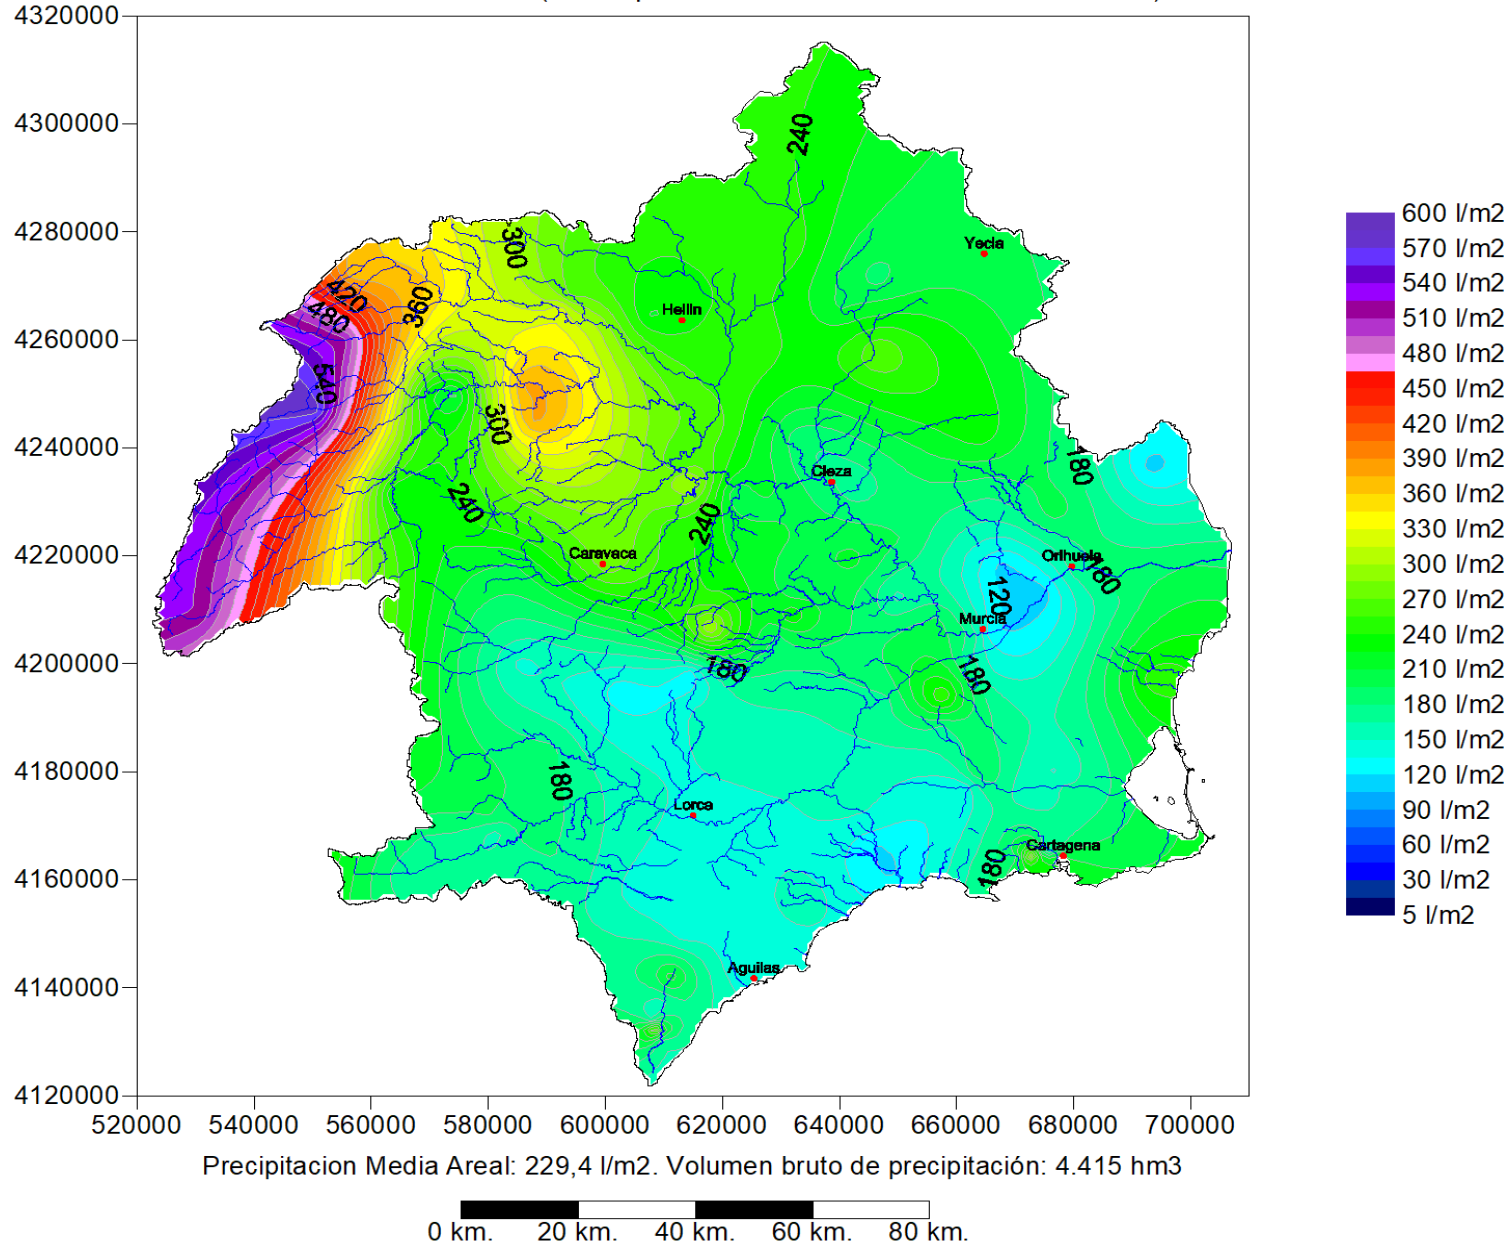 4320000
4300000
4280000
4260000
4240000
4220000
4200000
4180000
4160000
4140000
4120000
520000 540000 560000 580000 600000 620000 640000 660000 680000 700000
240
300
Yecla
420
480
360
Hellin
540
300
180
Cieza
240
240
Caravaca
Orihuela
180
120
Murcia
180
180
180
Lorca
Cartagena
180
Aguilas
600 l/m2
570 l/m2
540 l/m2
510 l/m2
480 l/m2
450 l/m2
420 l/m2
390 l/m2
360 l/m2
330 l/m2
300 l/m2
270 l/m2
240 l/m2
210 l/m2
180 l/m2
150 l/m2
120 l/m2
90 l/m2
60 l/m2
30 l/m2
5 l/m2
Precipitacion Media Areal: 229,4 l/m2. Volumen bruto de precipitación: 4.415 hm3
0 km. 20 km. 40 km. 60 km. 80 km.